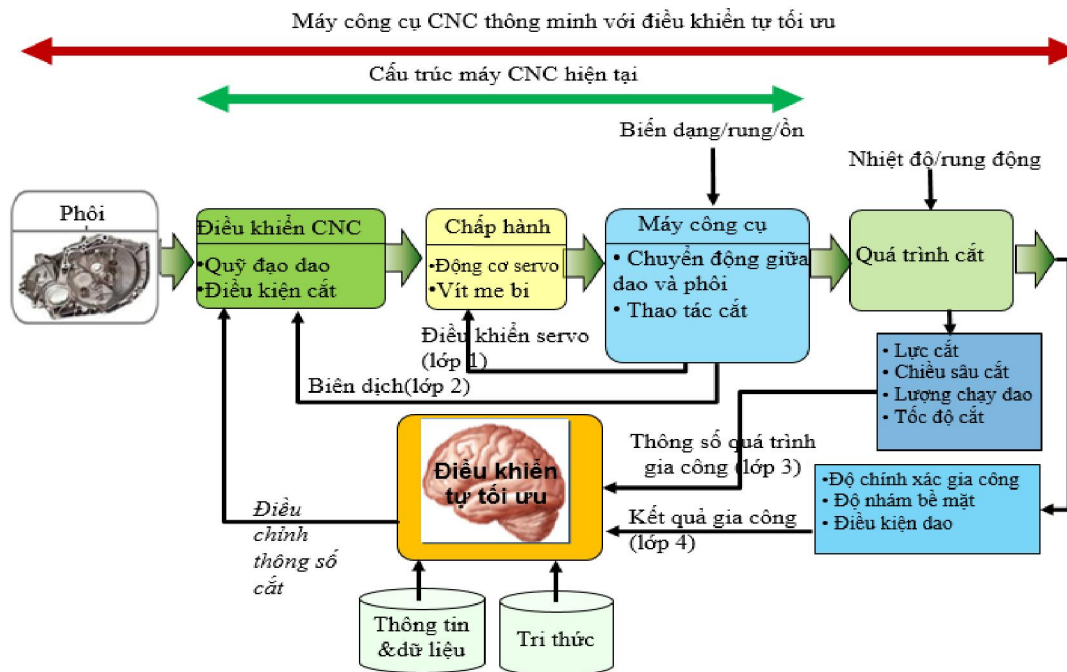 Máy công cụ CNC thông minh với điều khiển tự tối ưu
Cấu trúc máy CNC hiện tại
Biến dạng/rung/ồn
Nhiệt độ/rung động
Phôi
Điều khiển CNC
• Quỹ đạo dao
• Điều kiện cắt
Chấp hành
• Động cơ servo
• Vít me bi
Máy công cụ
• Chuyển động giữa
dao và phôi
• Thao tác cắt
Quá trình cắt
Điều khiển servo
(lớp 1)
Biên dịch(lớp 2)
• Lực cắt
• Chiều sâu cắt
• Lượng chạy dao
• Tốc độ cắt
Điều khiển
tự tối ưu
Thông số quá trình
gia công (lớp 3)
•Độ chính xác gia công
• Độ nhám bề mặt
• Điều kiện dao
Kết quả gia công
(lớp 4)
Điều
chỉnh
thông số
cắt
Thông tin
&dữ liệu
Tri thức